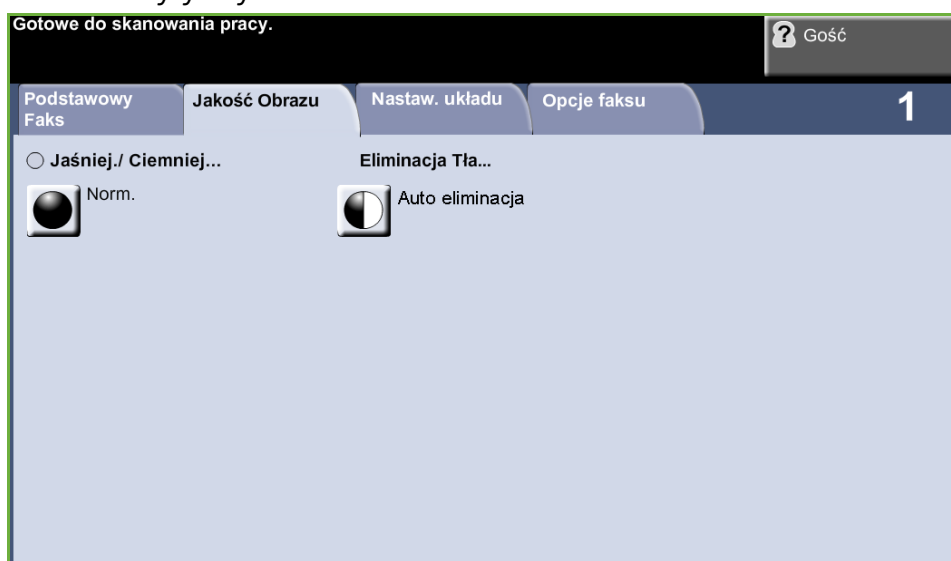 Gotowe do skanowania pracy.
Gość
Podstawowy
Faks
Jakość Obrazu
Nastaw. układu
Opcje faksu
1
Jaśniej./ Ciemniej...
Eliminacja Tła...
Norm.
Auto eliminacja